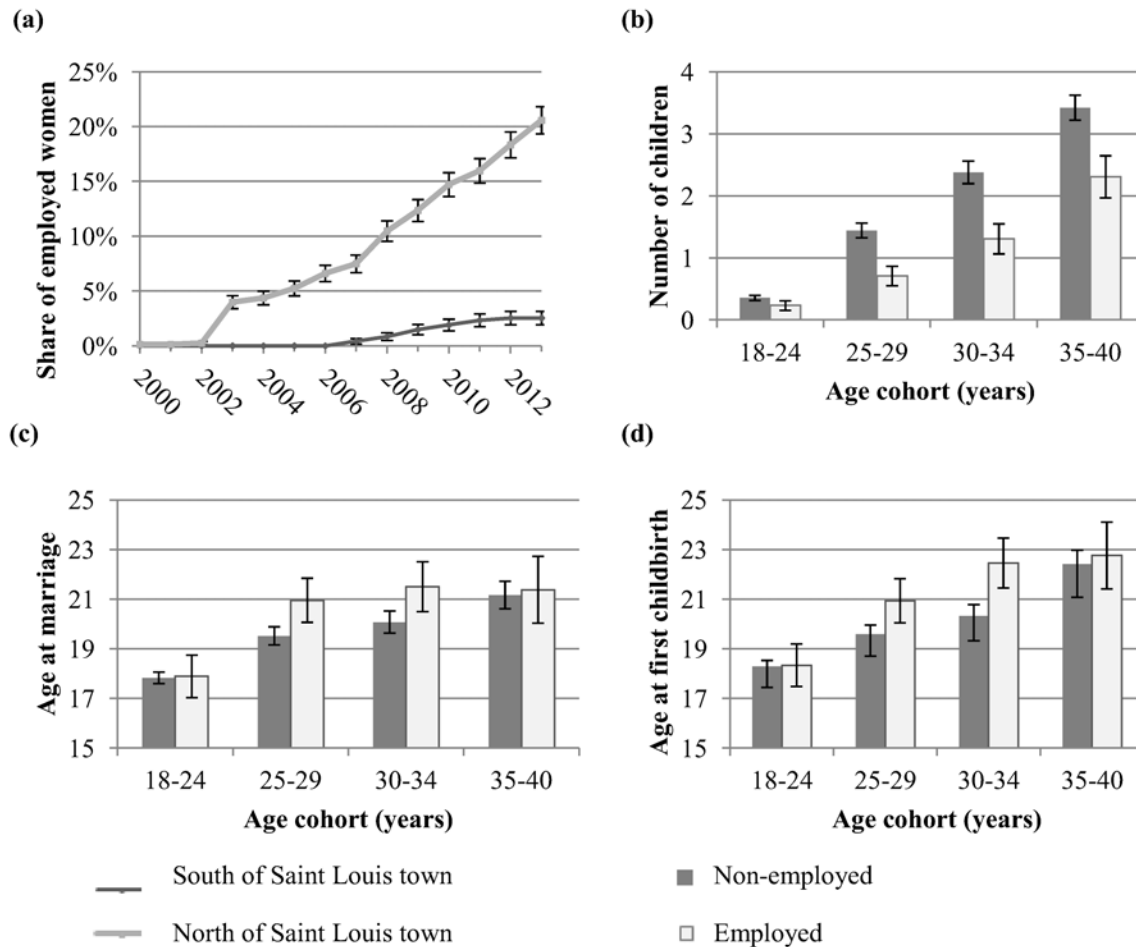 (a)
Share of employed women
25%
20%
15%
10%
5%
0%
2000 2002 2004 2006 2008 2010 2012
(b)
Number of children
4
3
2
1
0
18-24 25-29 30-34 35-40
Age cohort (years)
(c)
Age at marriage
25
23
21
19
17
15
18-24 25-29 30-34 35-40
Age cohort (years)
(d)
Age at first childbirth
25
23
21
19
17
15
18-24 25-29 30-34 35-40
Age cohort (years)
South of Saint Louis town
North of Saint Louis town
Non-employed
Employed